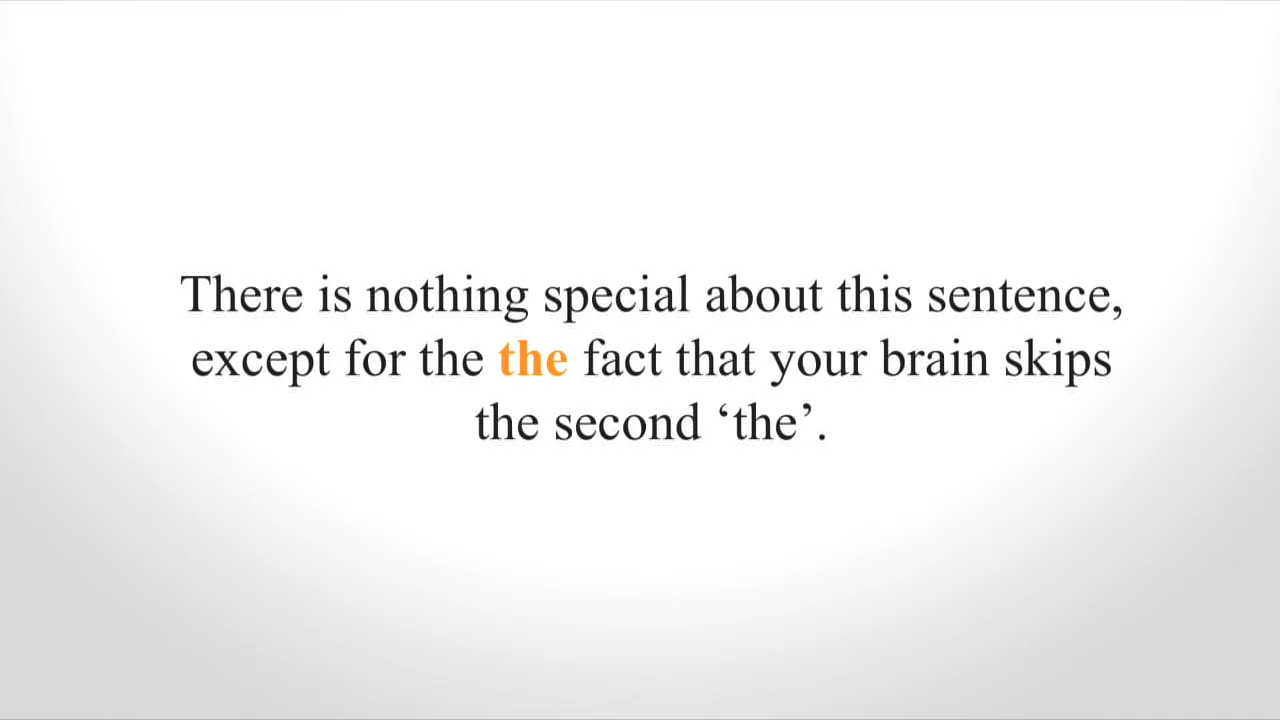 There is nothing special about this sentence,
except for the the fact that your brain skips
the second ‘the’.